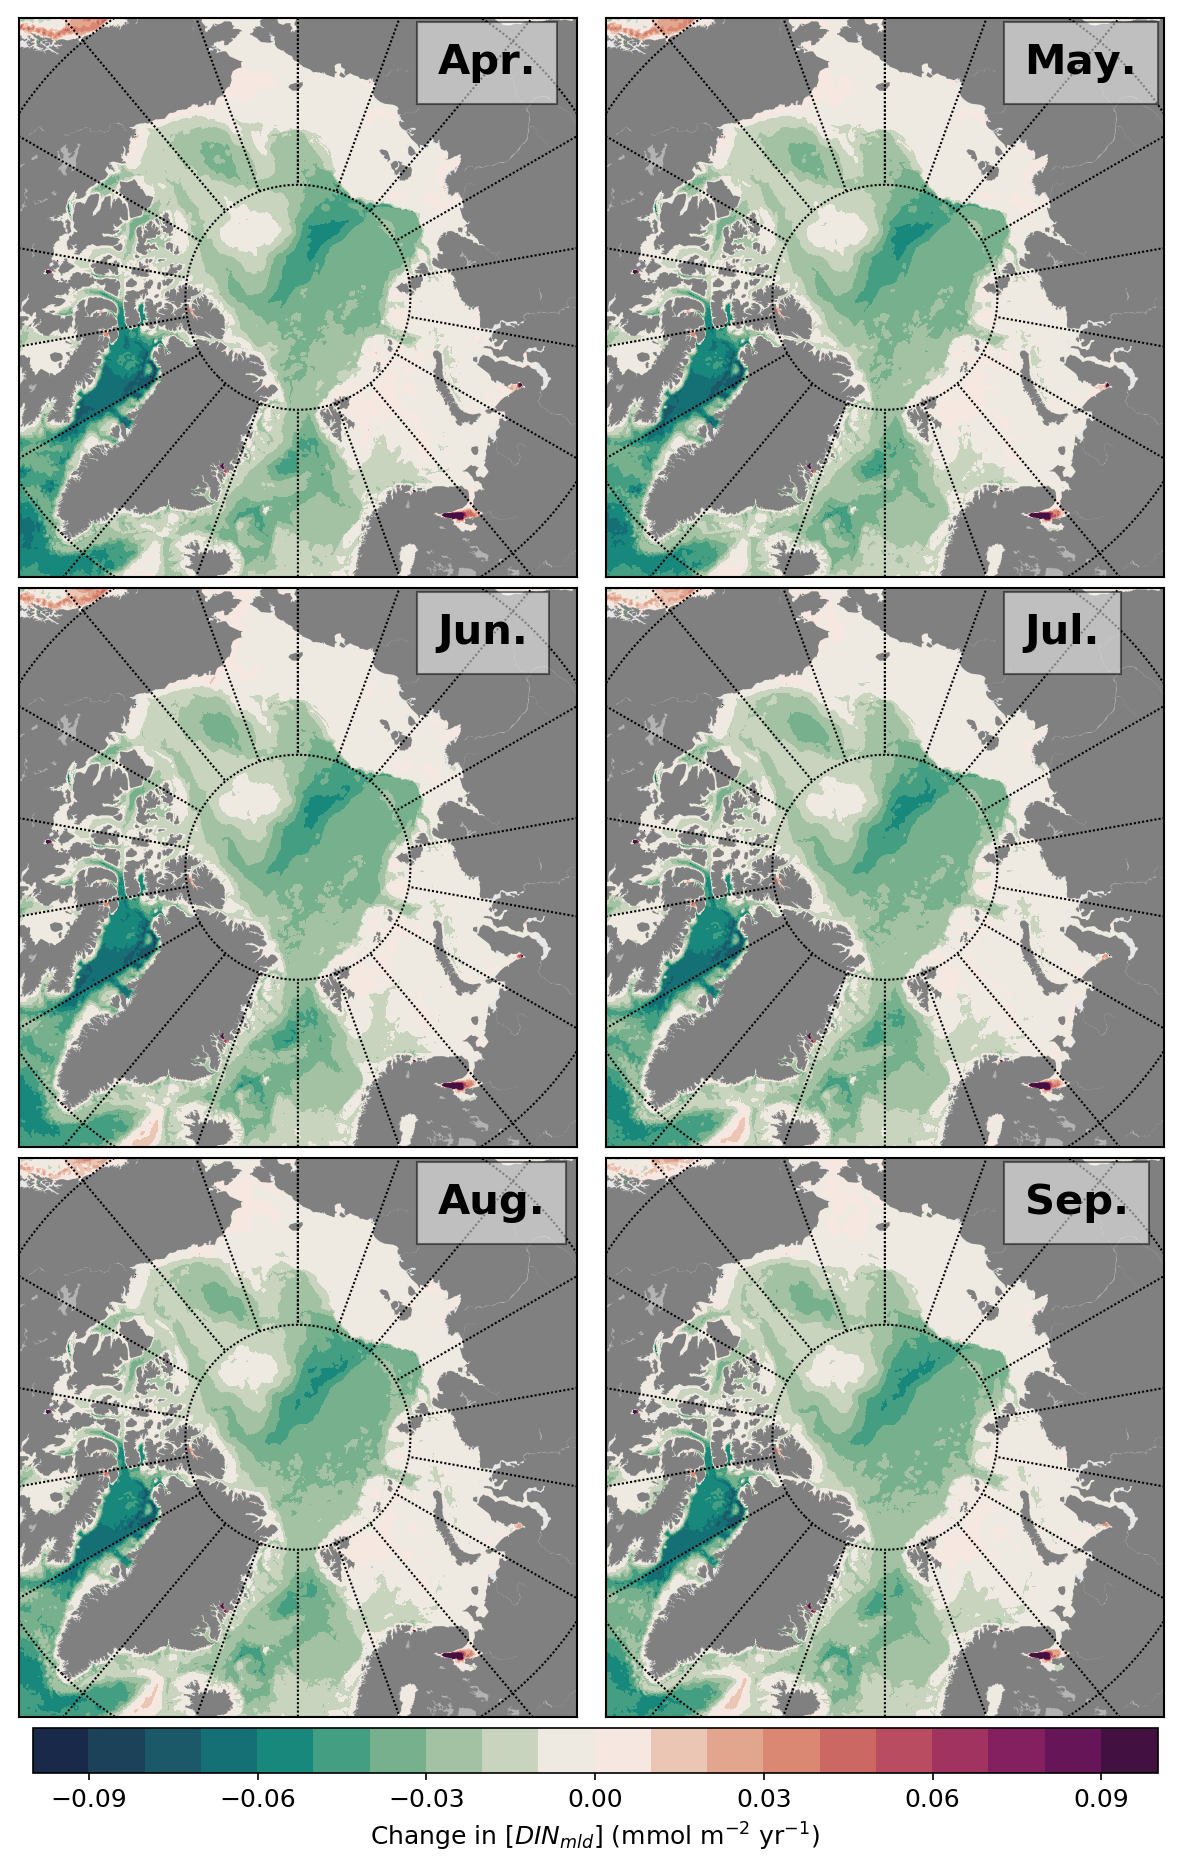 Apr.
May.
Jun.
Jul.
Aug.
Sep.
−0.09 −0.06 −0.03 0.00 0.03 0.06 0.09
Change in [DIN_mld] (mmol m⁻² yr⁻¹)